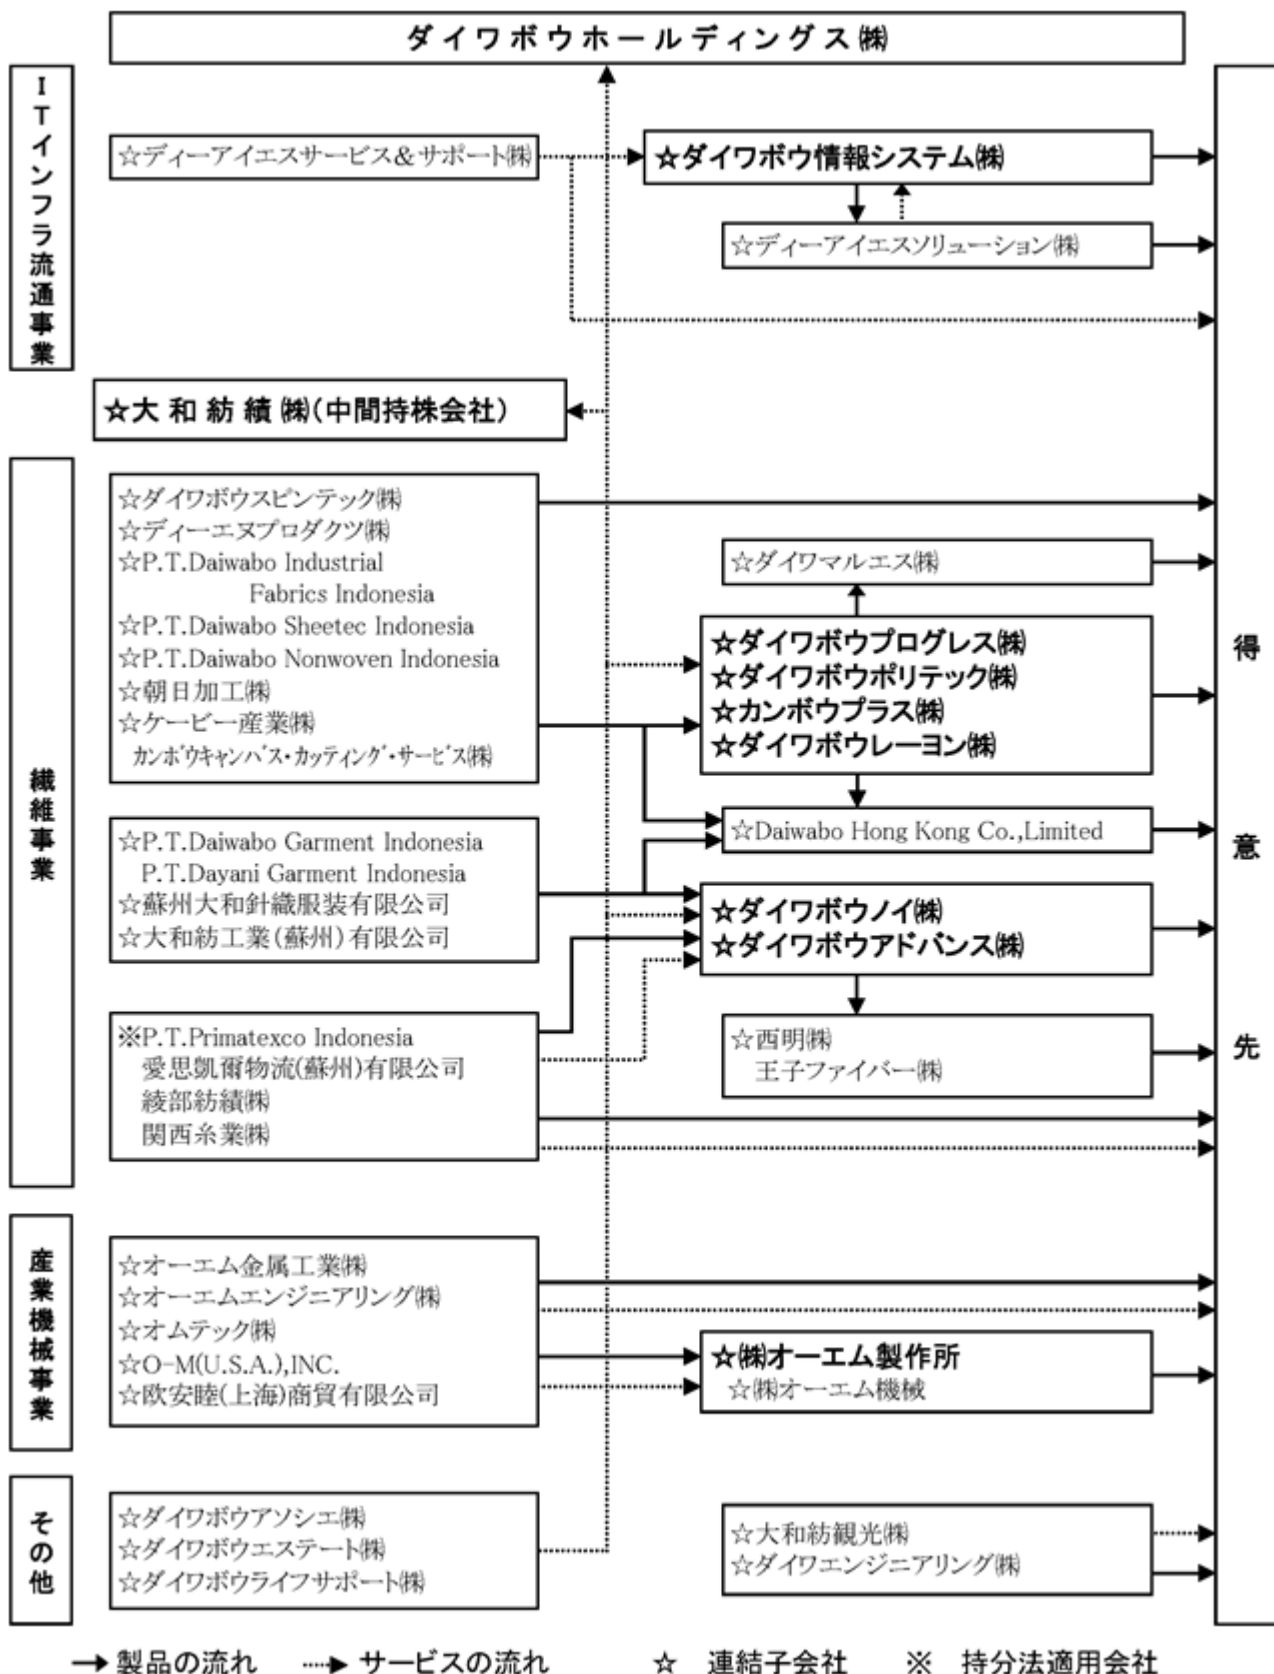 ダイワボウホールディングス㈱
ITインフラ流通事業
☆ディーアイエスサービス＆サポート㈱
☆ダイワボウ情報システム㈱
☆ディーアイエスソリューション㈱
☆大和紡績㈱(中間持株会社)
繊維事業
☆ダイワボウスピンテック㈱
☆ディーエヌプロダクツ㈱
☆P.T.Daiwabo Industrial
Fabrics Indonesia
☆P.T.Daiwabo Sheetec Indonesia
☆P.T.Daiwabo Nonwoven Indonesia
☆朝日加工㈱
☆ケービー産業㈱
カンボウキャンバス・カッティング・サービス㈱
☆ダイワマルエス㈱
☆ダイワボウプログレス㈱
☆ダイワボウポリテック㈱
☆カンボウプラス㈱
☆ダイワボウレーヨン㈱
☆Daiwabo Hong Kong Co.,Limited
☆P.T.Daiwabo Garment Indonesia
P.T.Dayani Garment Indonesia
☆蘇州大和針織服装有限公司
☆大和紡工業(蘇州)有限公司
☆ダイワボウノイ㈱
☆ダイワボウアドバンス㈱
※P.T.Primatexco Indonesia
愛思凱爾物流(蘇州)有限公司
綾部紡績㈱
関西糸業㈱
☆西明㈱
王子ファイバー㈱
産業機械事業
☆オーエム金属工業㈱
☆オーエムエンジニアリング㈱
☆オムテック㈱
☆O-M(U.S.A.),INC.
☆欧安睦(上海)商貿有限公司
☆㈱オーエム製作所
☆㈱オーエム機械
その他
☆ダイワボウアソシエ㈱
☆ダイワボウエステート㈱
☆ダイワボウライフサポート㈱
☆大和紡観光㈱
☆ダイワエンジニアリング㈱
得意先
→ 製品の流れ ┈▶ サービスの流れ ☆ 連結子会社 ※ 持分法適用会社